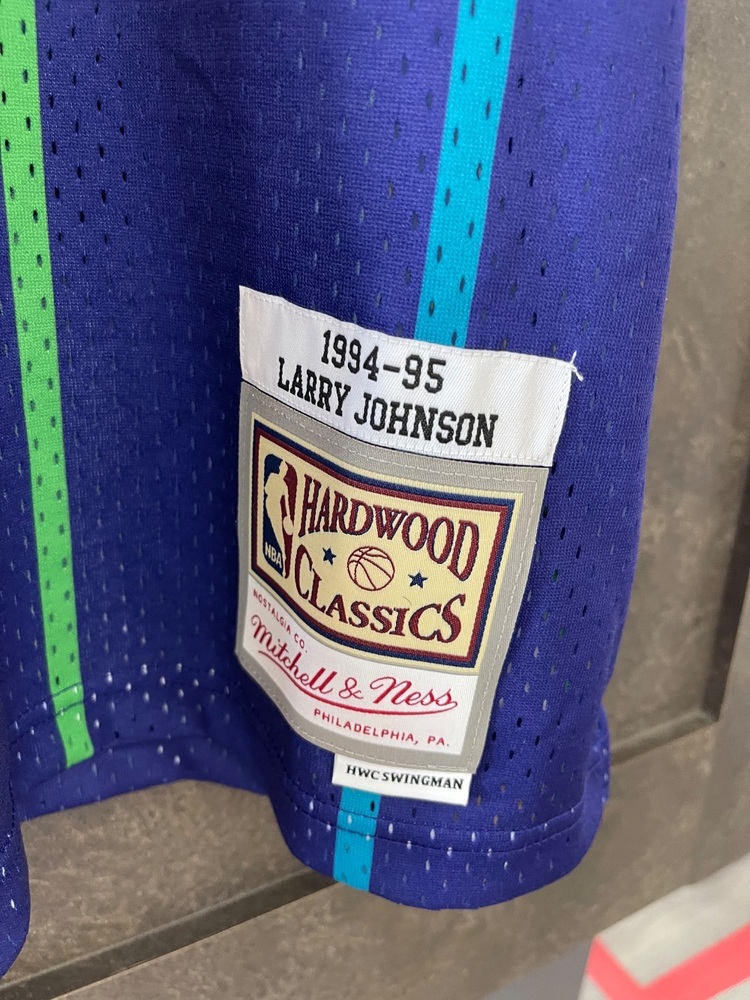 1994-95
LARRY JOHNSON
HARDWOOD
NBA
CLASSICS
NOSTALGIA CO.
Mitchell & Ness
PHILADELPHIA, PA.
HWC SWINGMAN